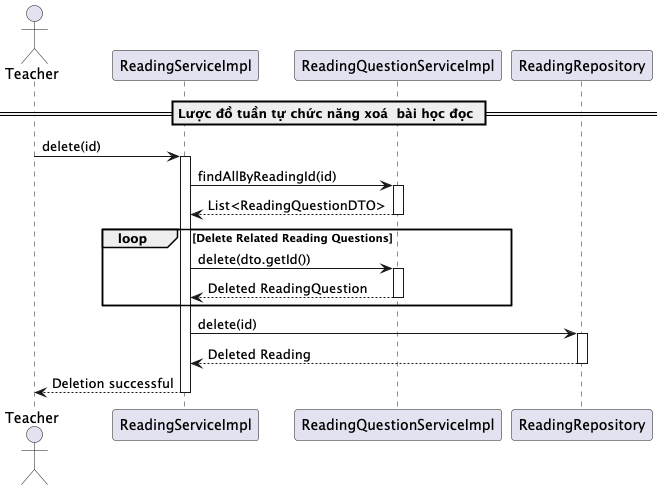 Teacher
ReadingServiceImpl
ReadingQuestionServiceImpl
ReadingRepository
Lược đồ tuần tự chức năng xoá  bài học đọc
delete(id)
findAllByReadingId(id)
List<ReadingQuestionDTO>
loop
[Delete Related Reading Questions]
delete(dto.getId())
Deleted ReadingQuestion
delete(id)
Deleted Reading
Deletion successful
Teacher
ReadingServiceImpl
ReadingQuestionServiceImpl
ReadingRepository